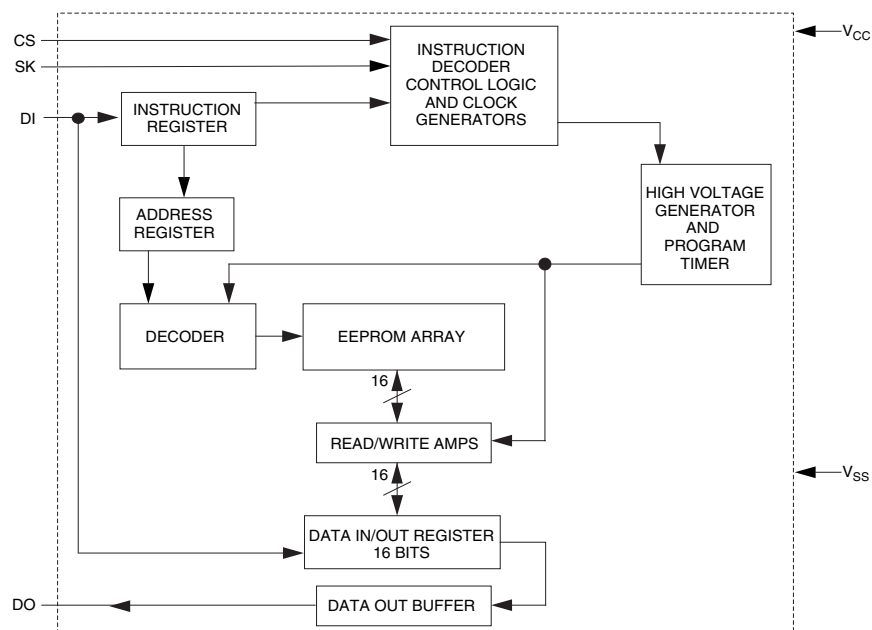 CS
SK
DI
INSTRUCTION
REGISTER
INSTRUCTION
DECODER
CONTROL LOGIC
AND CLOCK
GENERATORS
VCC
ADDRESS
REGISTER
HIGH VOLTAGE
GENERATOR
AND
PROGRAM
TIMER
DECODER
EEPROM ARRAY
16
READ/WRITE AMPS
16
VSS
DATA IN/OUT REGISTER
16 BITS
DO
DATA OUT BUFFER